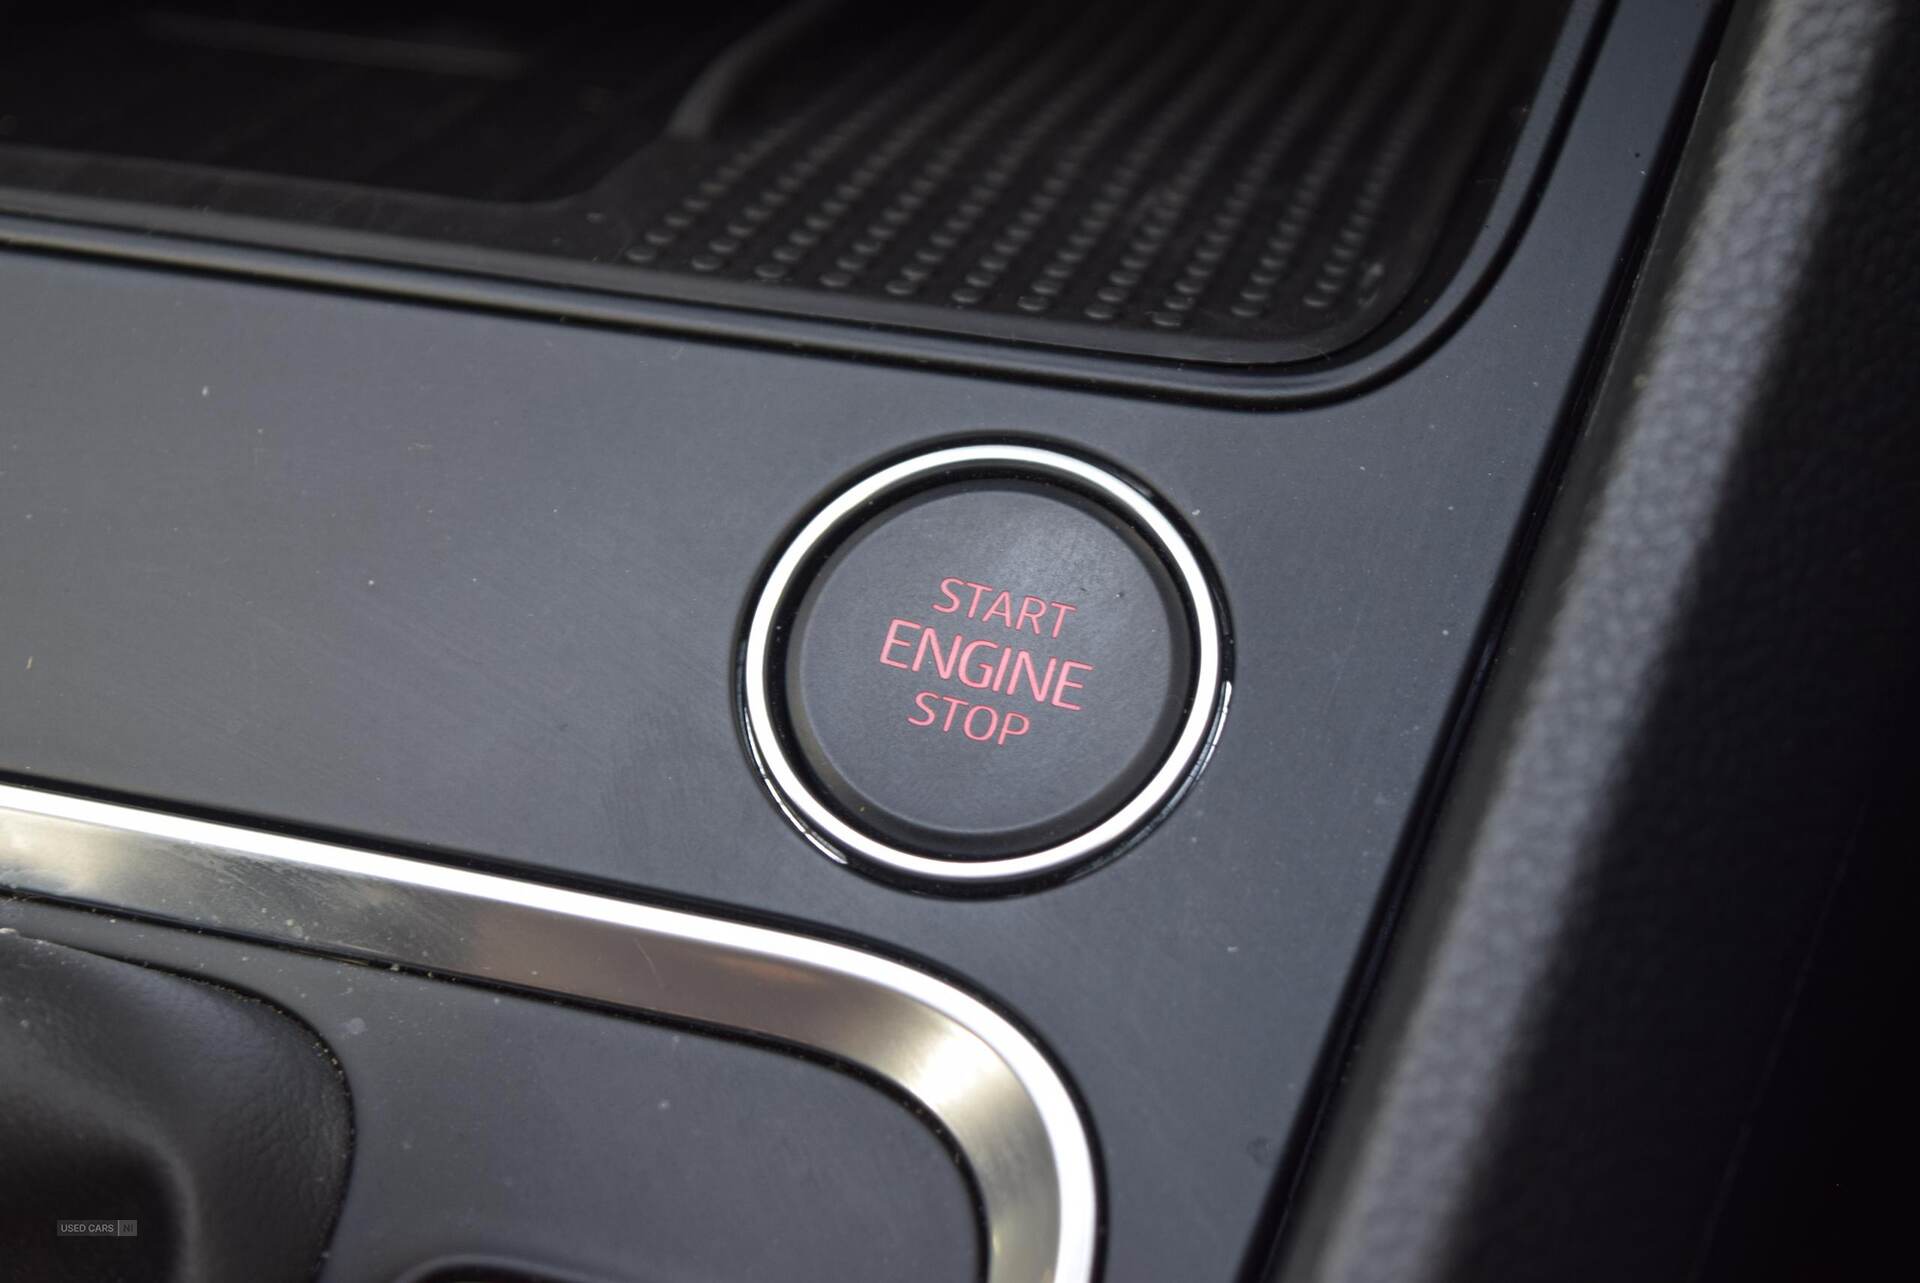 START
ENGINE
STOP
USED CARS NI